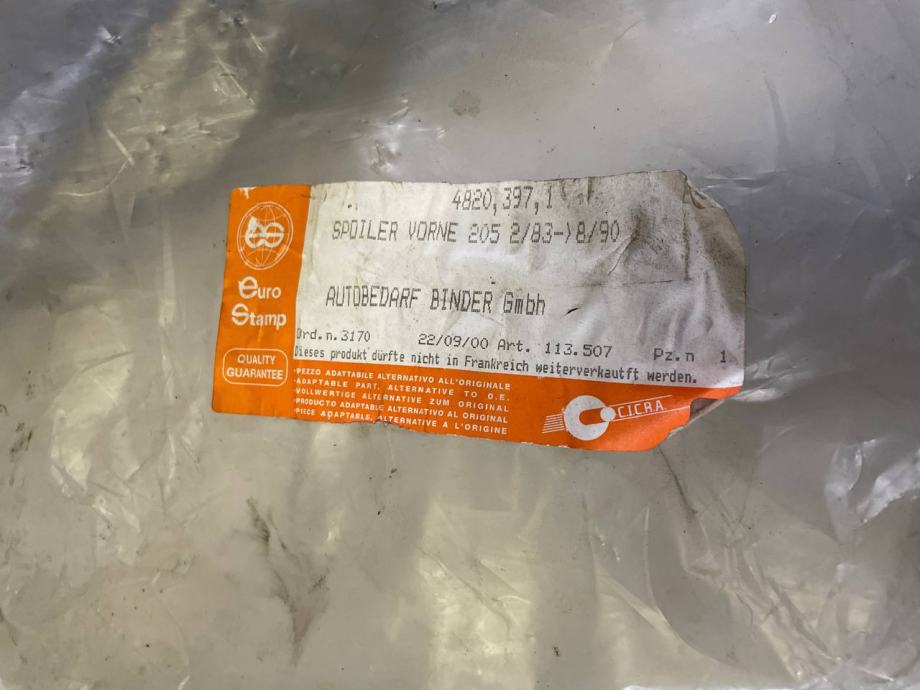 4820,397,1
SPOILER VORNE 205 2/83->8/90
AUTOBEDARF BINDER Gmbh
Ord.n.3170 22/09/00 Art. 113.507 Pz.n 1
Dieses produkt dürfte nicht in Frankreich weiterverkauftt werden.
es
Euro
Stamp
QUALITY
GUARANTEE
·PEZZO ADATTABILE ALTERNATIVO ALL'ORIGINALE
·ADAPTABLE PART. ALTERNATIVE TO O.E.
·VOLLWERTIGE ALTERNATIVE ZUM ORIGINAL
·PRODUCTO ADAPTABLE ALTERNATIVO AL ORIGINAL
·PIECE ADAPTABLE, ALTERNATIVE A L'ORIGINE
C.I.C.R.A.